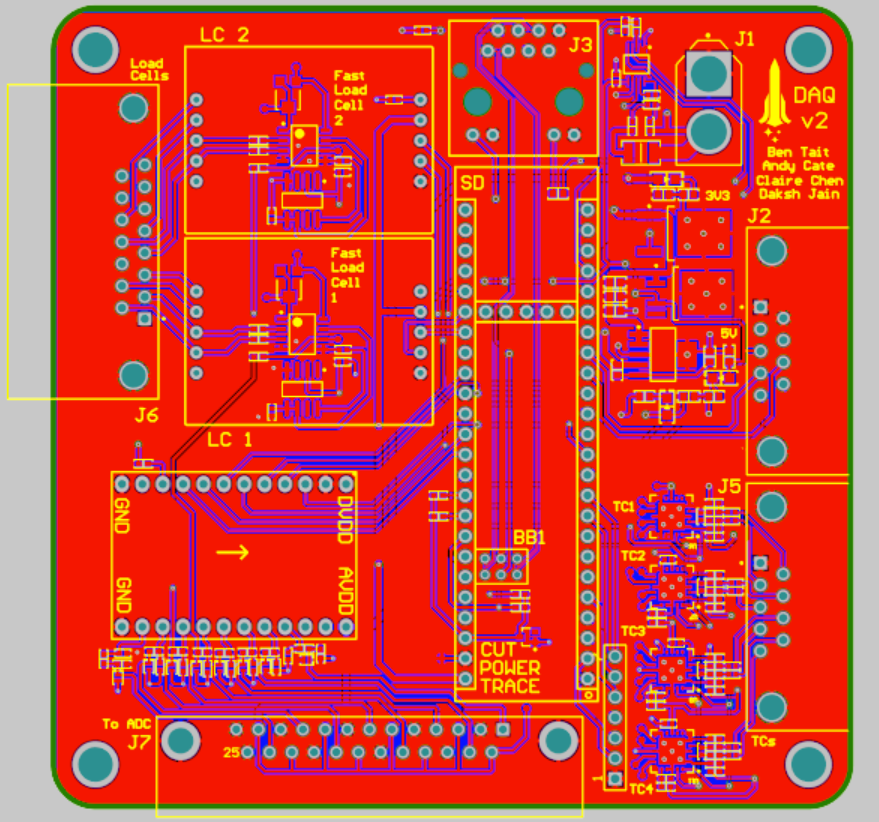 LC 2
J3
J1
Load
Cells
Fast
Load
Cell
2
DAQ
v2
Ben Tait
Andy Cate
Claire Chen
Daksh Jain
SD
3V3
J2
Fast
Load
Cell
1
5V
J6
LC 1
J5
GND
DVDD
TC1
BB1
TC2
GND
AVDD
TC3
CUT
POWER
TRACE
To ADC
J7
25
TCs
1
TC4